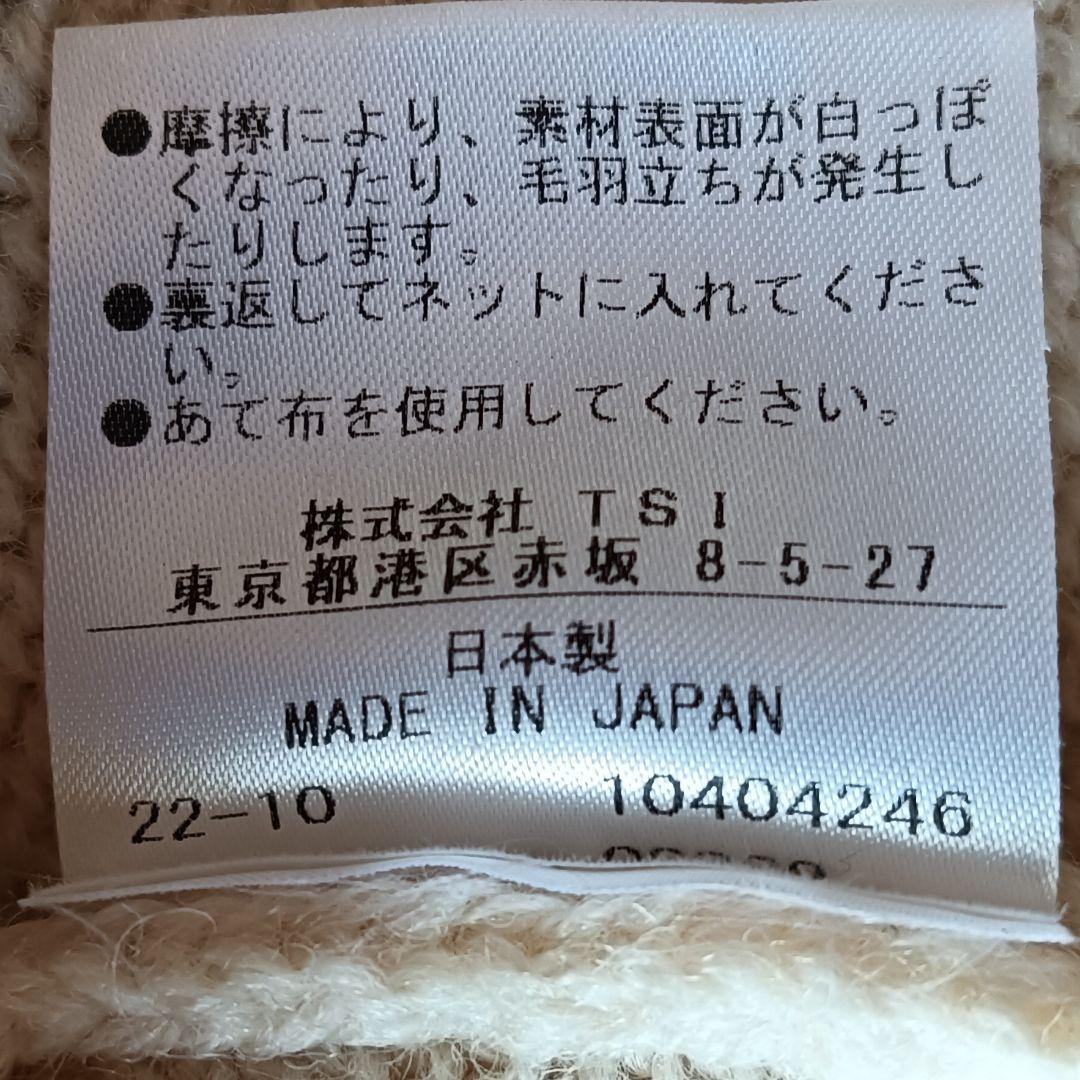 ●摩擦により、素材表面が白っぽ
くなったり、毛羽立ちが発生し
たりします。
●裏返してネットに入れてくださ
い。
●あて布を使用してください。
株式会社 TSI
東京都港区赤坂 8-5-27
日本製
MADE IN JAPAN
22-10 10404246